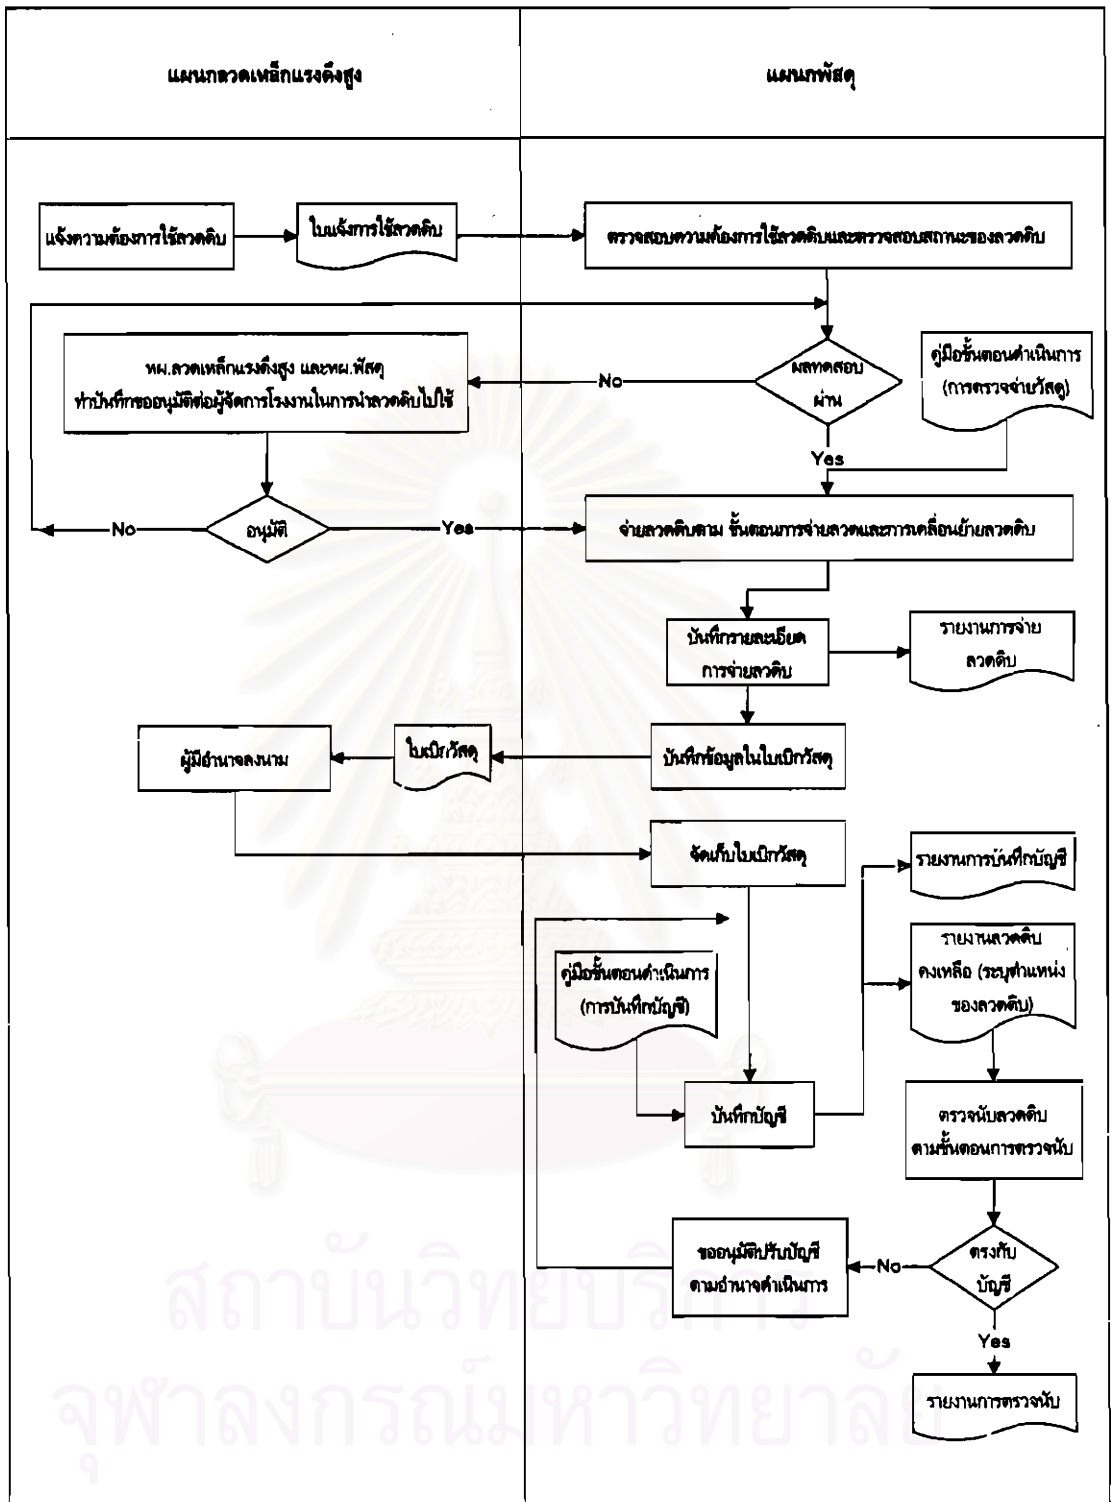 แผนกลวดเหล็กแรงดึงสูง
แผนกพัสดุ
แจ้งความต้องการใช้ลวดดิบ
ใบแจ้งการใช้ลวดดิบ
ตรวจสอบความต้องการใช้ลวดดิบและตรวจสอบสถานะของลวดดิบ
หผ.ลวดเหล็กแรงดึงสูง และหผ.พัสดุ
ทำบันทึกขออนุมัติต่อผู้จัดการโรงงานในการนำลวดดิบไปใช้
No
ผลทดสอบ
ผ่าน
คู่มือขั้นตอนดำเนินการ
(การตรวจจ่ายวัสดุ)
Yes
No
อนุมัติ
Yes
จ่ายลวดดิบตาม ขั้นตอนการจ่ายลวดและการเคลื่อนย้ายลวดดิบ
บันทึกรายละเอียด
การจ่ายลวดิบ
รายงานการจ่าย
ลวดดิบ
ผู้มีอำนาจลงนาม
ใบเบิกวัสดุ
บันทึกข้อมูลในใบเบิกวัสดุ
จัดเก็บใบเบิกวัสดุ
รายงานการบันทึกบัญชี
คู่มือขั้นตอนดำเนินการ
(การบันทึกบัญชี)
รายงานลวดดิบ
คงเหลือ (ระบุตำแหน่ง
ของลวดดิบ)
บันทึกบัญชี
ตรวจนับลวดดิบ
ตามขั้นตอนการตรวจนับ
ขออนุมัติปรับบัญชี
ตามอำนาจดำเนินการ
No
ตรงกับ
บัญชี
Yes
รายงานการตรวจนับ
สถาบันวิทยบริการ
จุฬาลงกรณ์มหาวิทยาลัย